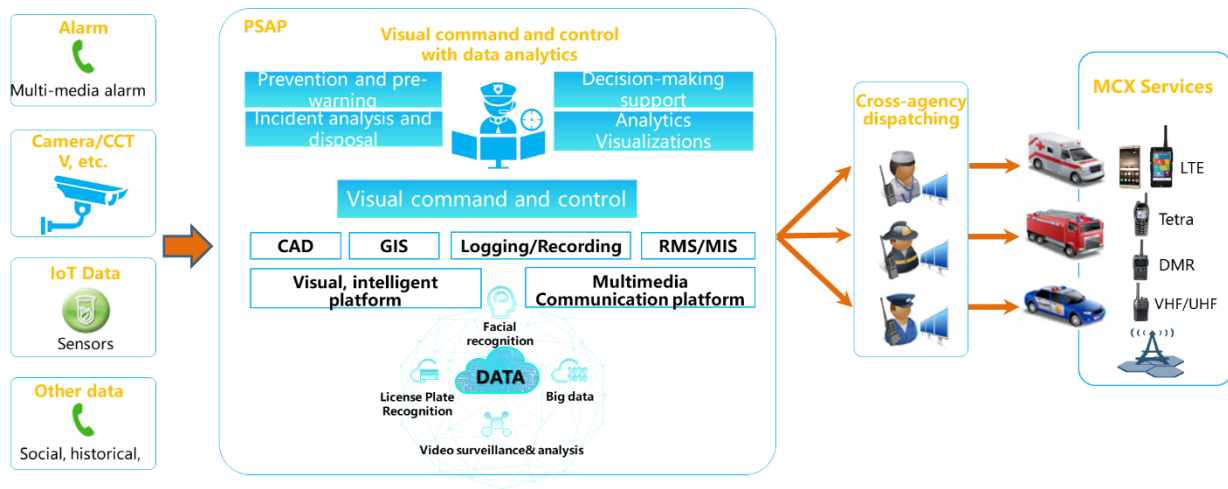 Alarm
Multi-media alarm
Camera/CCT
V, etc.
IoT Data
Sensors
Other data
Social, historical,
PSAP
Visual command and control
with data analytics
Prevention and pre-
warning
Incident analysis and
disposal
Decision-making
support
Analytics
Visualizations
Visual command and control
CAD
GIS
Logging/Recording
RMS/MIS
Visual, intelligent
platform
Multimedia
Communication platform
Facial
recognition
DATA
License Plate
Recognition
Big data
Video surveillance& analysis
Cross-agency
dispatching
MCX Services
LTE
Tetra
DMR
VHF/UHF